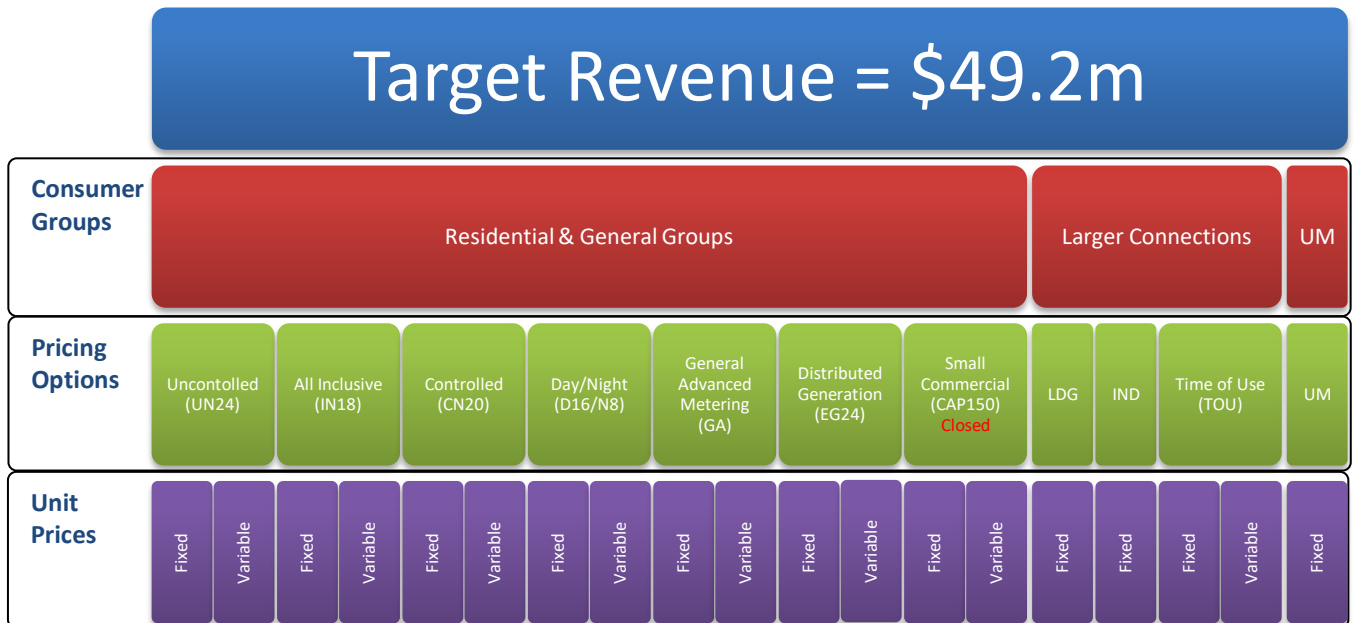 Target Revenue = $49.2m
Consumer
Groups
Residential & General Groups
Larger Connections
UM
Pricing
Options
Uncontolled
(UN24)
All Inclusive
(IN18)
Controlled
(CN20)
Day/Night
(D16/N8)
General
Advanced
Metering
(GA)
Distributed
Generation
(EG24)
Small
Commercial
(CAP150)
Closed
LDG
IND
Time of Use
(TOU)
UM
Unit
Prices
Fixed
Variable
Fixed
Variable
Fixed
Variable
Fixed
Variable
Fixed
Variable
Fixed
Variable
Fixed
Variable
Fixed
Fixed
Fixed
Variable
Fixed